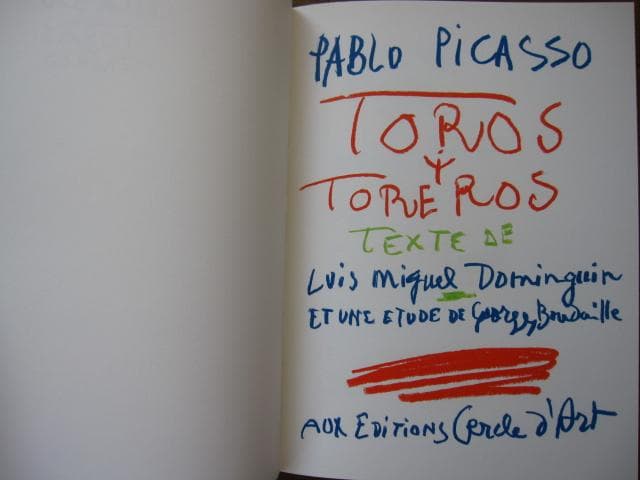 PABLO PICASSO
TOROS
Y
TOREROS
TEXTE DE
Luis Miguel Dominguin
ET UNE ETUDE DE Georges Boudaille
AUX EDITIONS Cercle d'Art